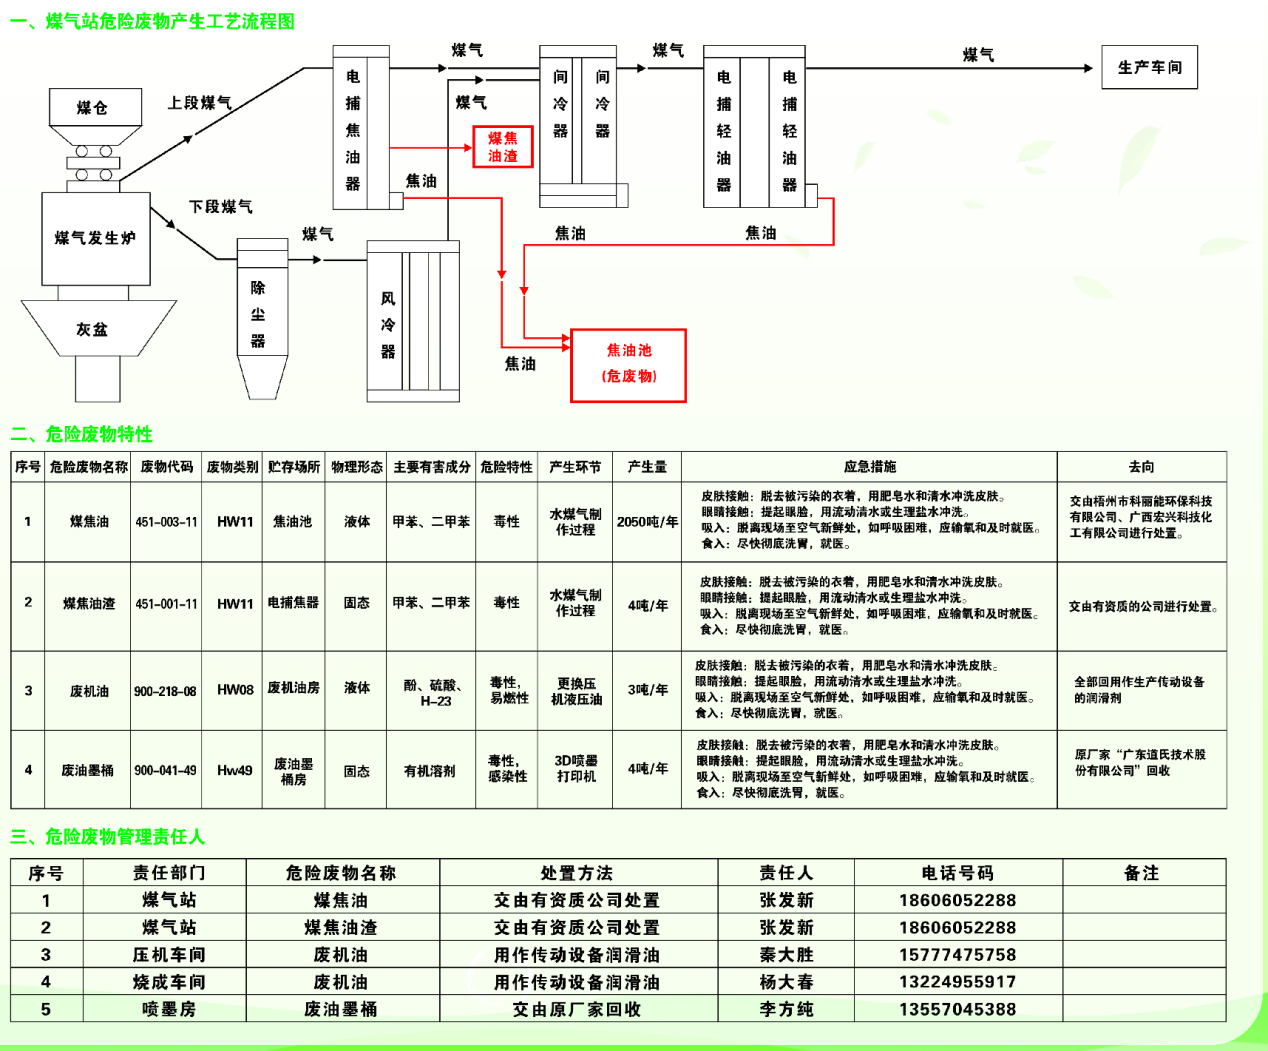 一、煤气站危险废物产生工艺流程图
煤仓
上段煤气
煤气发生炉
下段煤气
灰盆
除尘器
煤气
风冷器
电捕焦油器
煤气
煤气
煤焦
油渣
焦油
间冷器
间冷器
焦油
煤气
电捕轻油器
电捕轻油器
焦油
煤气
生产车间
焦油
焦油池
(危废物)
二、危险废物特性
序号 危险废物名称 废物代码 废物类别 贮存场所 物理形态 主要有害成分 危险特性 产生环节 产生量 应急措施 去向
1 煤焦油 451-003-11 HW11 焦油池 液体 甲苯、二甲苯 毒性 水煤气制作过程 2050吨/年
皮肤接触：脱去被污染的衣着，用肥皂水和清水冲洗皮肤。
眼睛接触：提起眼脸，用流动清水或生理盐水冲洗。
吸入：脱离现场至空气新鲜处，如呼吸困难，应输氧和及时就医。
食入：尽快彻底洗胃，就医。
交由梧州市科丽能环保科技
有限公司、广西宏兴科技化
工有限公司进行处置。
2 煤焦油渣 451-001-11 HW11 电捕焦器 固态 甲苯、二甲苯 毒性 水煤气制作过程 4吨/年
皮肤接触：脱去被污染的衣着，用肥皂水和清水冲洗皮肤。
眼睛接触：提起眼脸，用流动清水或生理盐水冲洗。
吸入：脱离现场至空气新鲜处，如呼吸困难，应输氧和及时就医。
食入：尽快彻底洗胃，就医。
交由有资质的公司进行处置。
3 废机油 900-218-08 HW08 废机油房 液体 酚、硫酸、H-23 毒性，易燃性 更换压机液压油 3吨/年
皮肤接触：脱去被污染的衣着，用肥皂水和清水冲洗皮肤。
眼睛接触：提起眼脸，用流动清水或生理盐水冲洗。
吸入：脱离现场至空气新鲜处，如呼吸困难，应输氧和及时就医。
食入：尽快彻底洗胃，就医。
全部回用作生产传动设备
的润滑剂
4 废油墨桶 900-041-49 Hw49 废油墨桶房 固态 有机溶剂 毒性，感染性 3D喷墨打印机 4吨/年
皮肤接触：脱去被污染的衣着，用肥皂水和清水冲洗皮肤。
眼睛接触：提起眼脸，用流动清水或生理盐水冲洗。
吸入：脱离现场至空气新鲜处，如呼吸困难，应输氧和及时就医。
食入：尽快彻底洗胃，就医。
原厂家“广东道氏技术股
份有限公司”回收
三、危险废物管理责任人
序号 责任部门 危险废物名称 处置方法 责任人 电话号码 备注
1 煤气站 煤焦油 交由有资质公司处置 张发新 18606052288
2 煤气站 煤焦油渣 交由有资质公司处置 张发新 18606052288
3 压机车间 废机油 用作传动设备润滑油 秦大胜 15777475758
4 烧成车间 废机油 用作传动设备润滑油 杨大春 13224955917
5 喷墨房 废油墨桶 交由原厂家回收 李方纯 13557045388